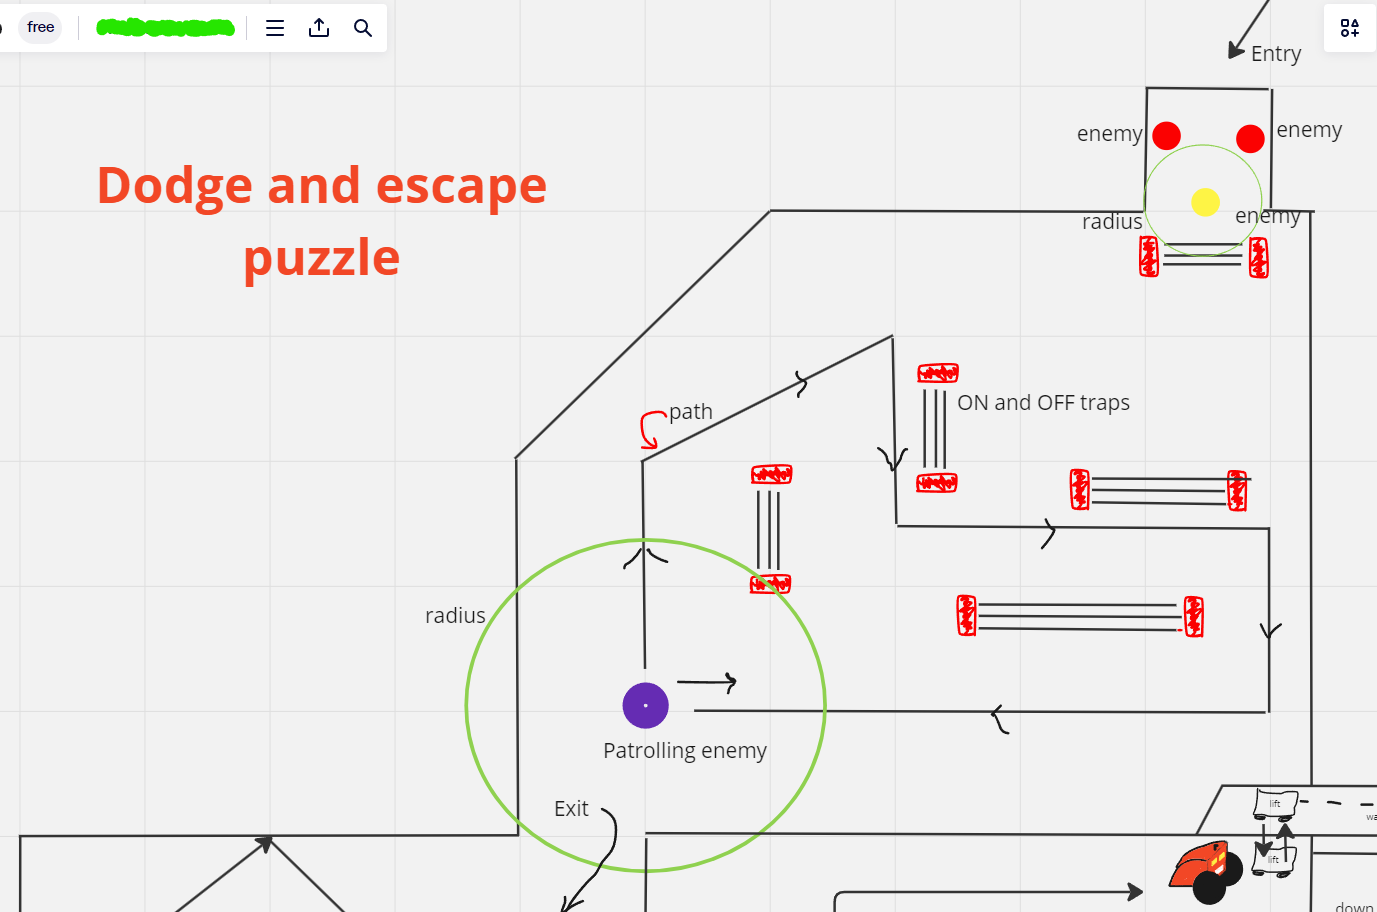 free
Entry
enemy
enemy
Dodge and escape
puzzle
radius
enemy
path
ON and OFF traps
radius
Patrolling enemy
Exit
lift
lift
down